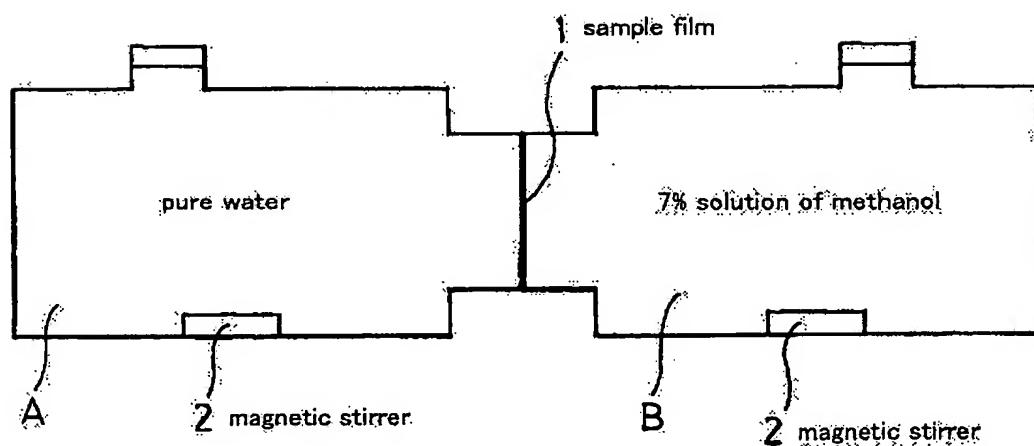 1 sample film
pure water
7% solution of methanol
A
2 magnetic stirrer
B
2 magnetic stirrer